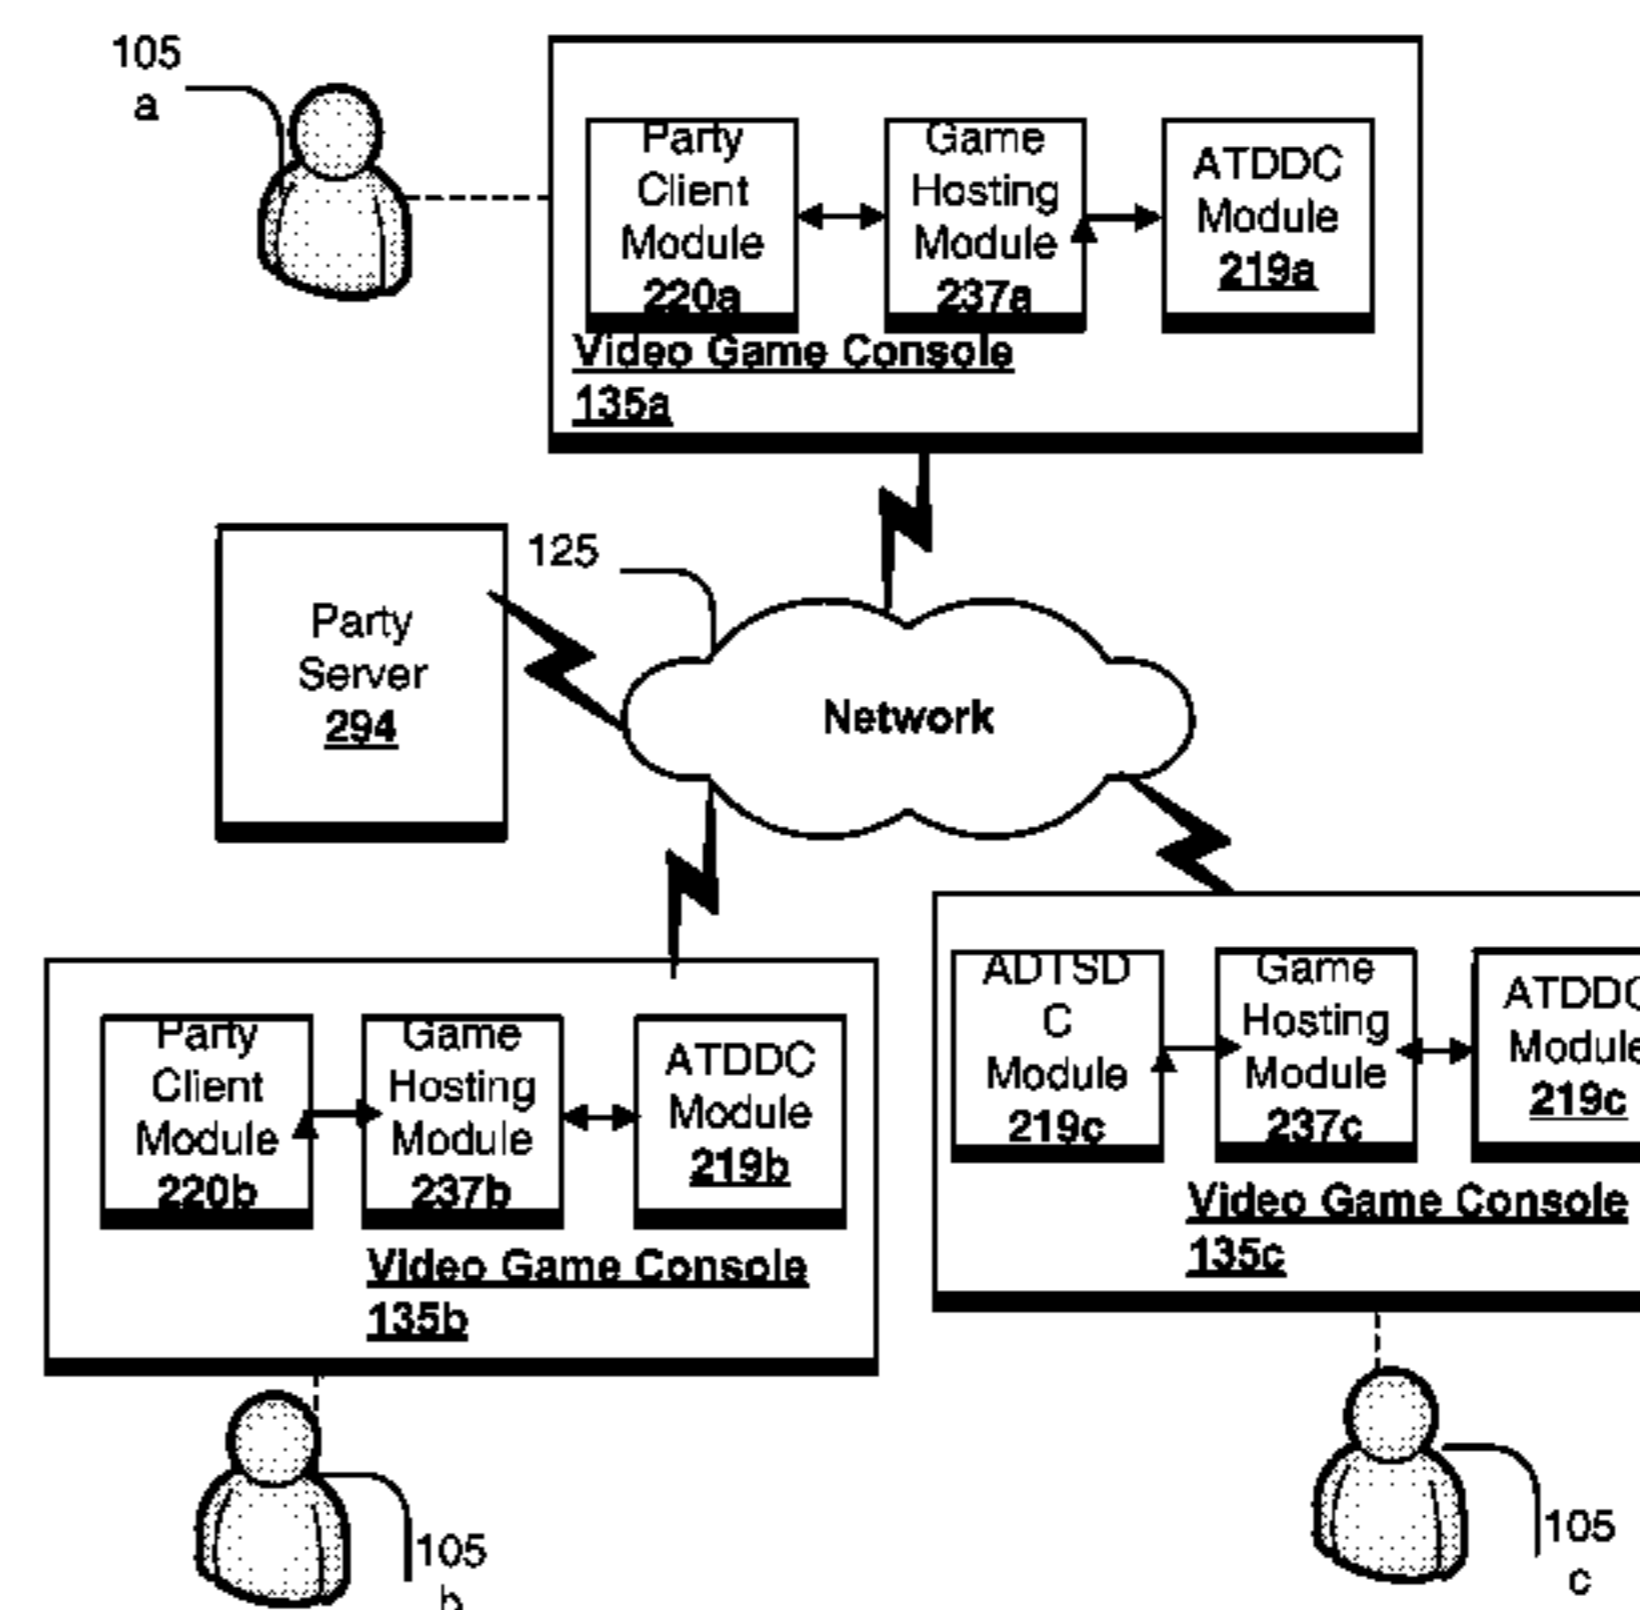 105
a
Party
Client
Module
220a
Game
Hosting
Module
237a
ATDDC
Module
219a
Video Game Console
135a
125
Party
Server
294
Network
Party
Client
Module
220b
Game
Hosting
Module
237b
ATDDC
Module
219b
Video Game Console
135b
ADTSD
C
Module
219c
Game
Hosting
Module
237c
ATDDC
Module
219c
Video Game Console
135c
105
b
105
c